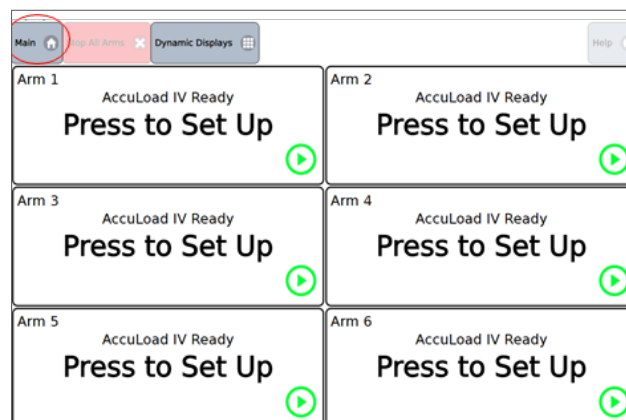 Main
Stop All Arms
Dynamic Displays
Help
Arm 1
AccuLoad IV Ready
Press to Set Up
Arm 2
AccuLoad IV Ready
Press to Set Up
Arm 3
AccuLoad IV Ready
Press to Set Up
Arm 4
AccuLoad IV Ready
Press to Set Up
Arm 5
AccuLoad IV Ready
Press to Set Up
Arm 6
AccuLoad IV Ready
Press to Set Up